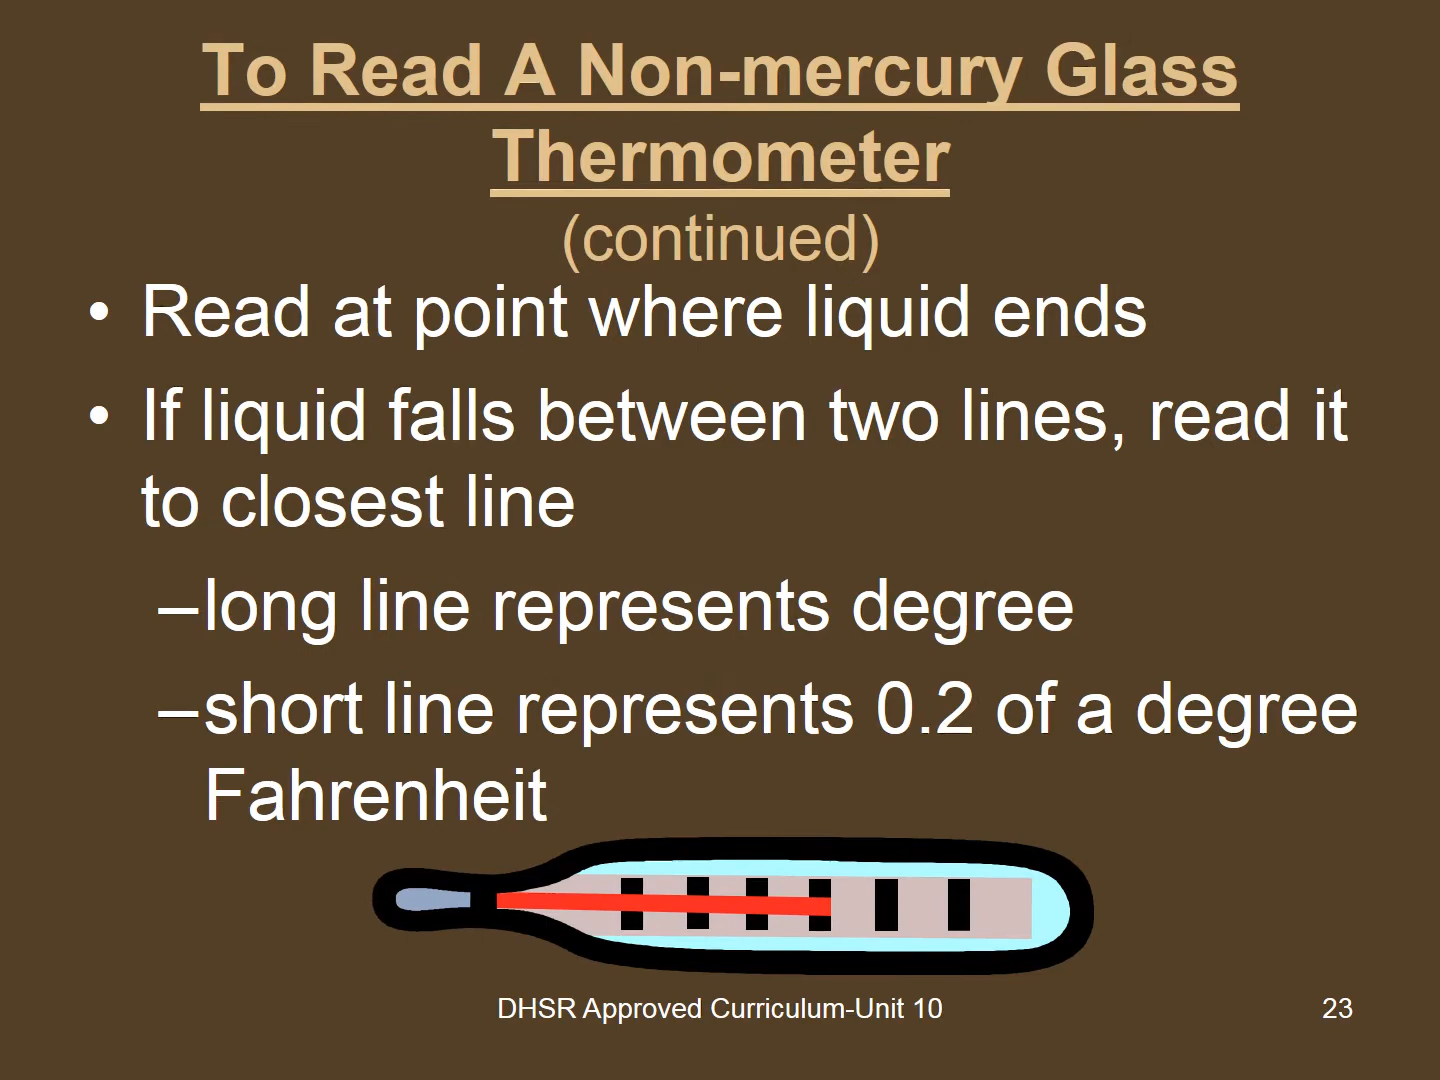 To Read A Non-mercury Glass
Thermometer
(continued)
• Read at point where liquid ends
• If liquid falls between two lines, read it
to closest line
–long line represents degree
–short line represents 0.2 of a degree
Fahrenheit
DHSR Approved Curriculum-Unit 10
23